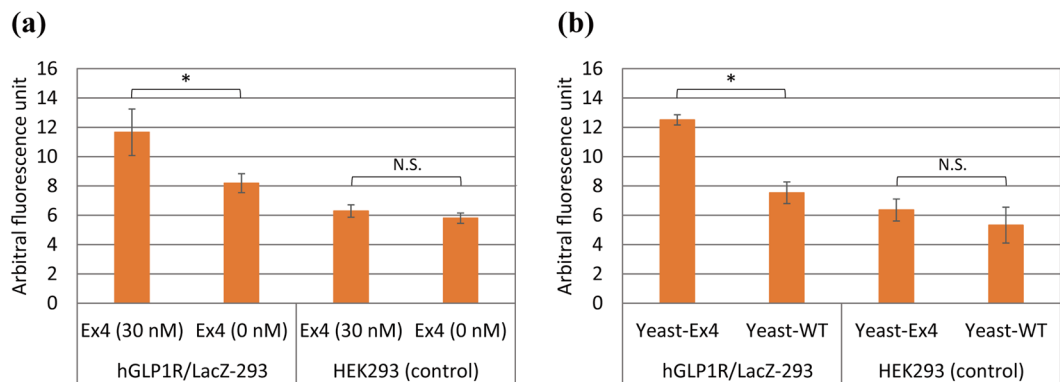 (a)
Arbitral fluorescence unit
16
14
12
10
8
6
4
2
0
*
N.S.
Ex4 (30 nM) Ex4 (0 nM) Ex4 (30 nM) Ex4 (0 nM)
hGLP1R/LacZ-293 HEK293 (control)
(b)
Arbitral fluorescence unit
16
14
12
10
8
6
4
2
0
*
N.S.
Yeast-Ex4 Yeast-WT Yeast-Ex4 Yeast-WT
hGLP1R/LacZ-293 HEK293 (control)